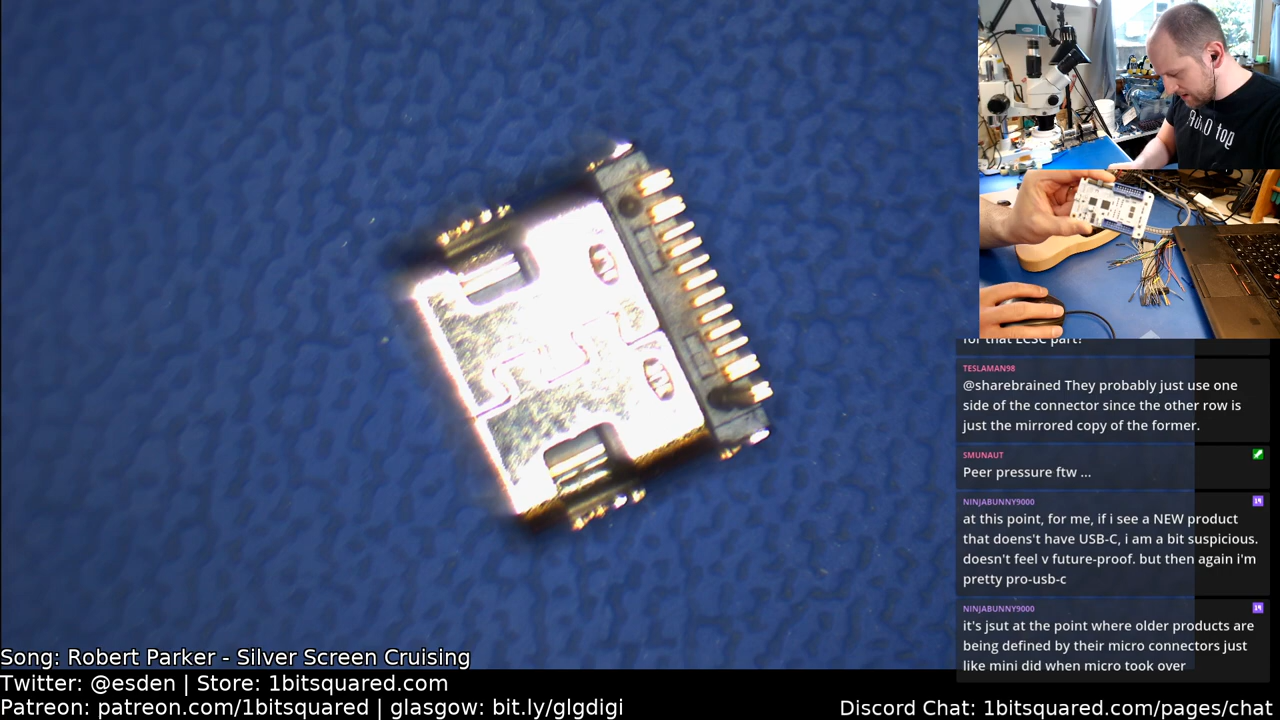 for that LCSC part?
TESLAMAN98
@sharebrained They probably just use one
side of the connector since the other row is
just the mirrored copy of the former.
SMUNAUT
Peer pressure ftw ...
NINJABUNNY9000
at this point, for me, if i see a NEW product
that doens't have USB-C, i am a bit suspicious.
doesn't feel v future-proof. but then again i'm
pretty pro-usb-c
NINJABUNNY9000
it's jsut at the point where older products are
being defined by their micro connectors just
like mini did when micro took over
Song: Robert Parker - Silver Screen Cruising
Twitter: @esden | Store: 1bitsquared.com
Patreon: patreon.com/1bitsquared | glasgow: bit.ly/glgdigi
Discord Chat: 1bitsquared.com/pages/chat